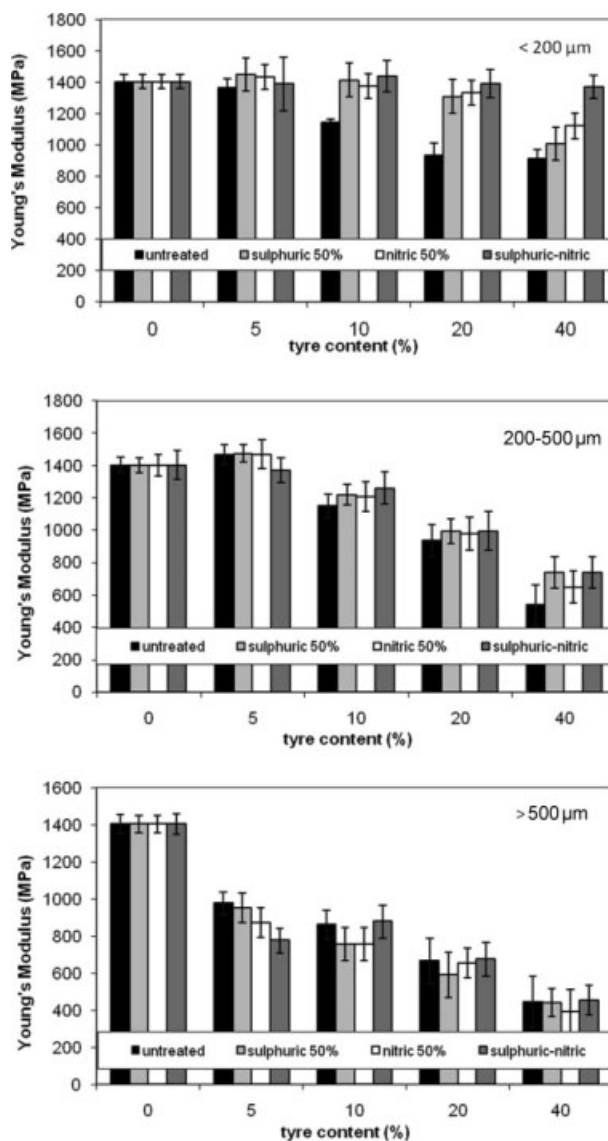 1800
1600
1400
1200
1000
800
600
400
200
0
Young's Modulus (MPa)
< 200 μm
untreated sulphuric 50% nitric 50% sulphuric-nitric
0 5 10 20 40
tyre content (%)
1800
1600
1400
1200
1000
800
600
400
200
0
Young's Modulus (MPa)
200-500 μm
untreated sulphuric 50% nitric 50% sulphuric-nitric
0 5 10 20 40
tyre content (%)
1600
1400
1200
1000
800
600
400
200
0
Young's Modulus (MPa)
> 500 μm
untreated sulphuric 50% nitric 50% sulphuric-nitric
0 5 10 20 40
tyre content (%)